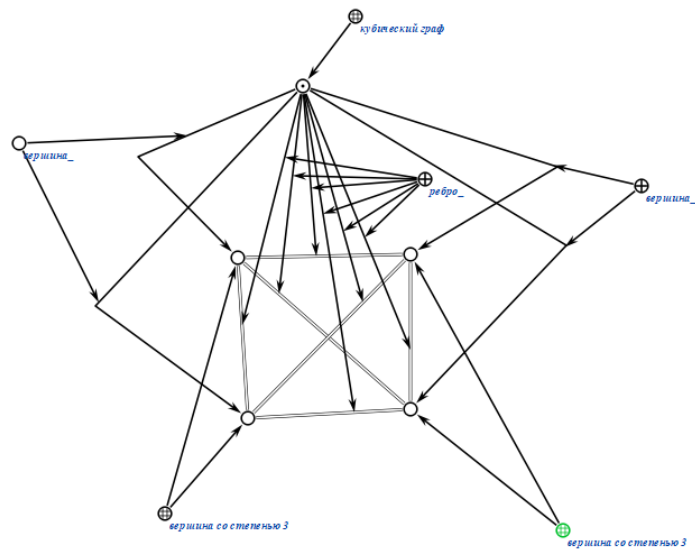 кубический граф
вершина_
ребро_
вершина_
вершина со степенью 3
вершина со степенью 3